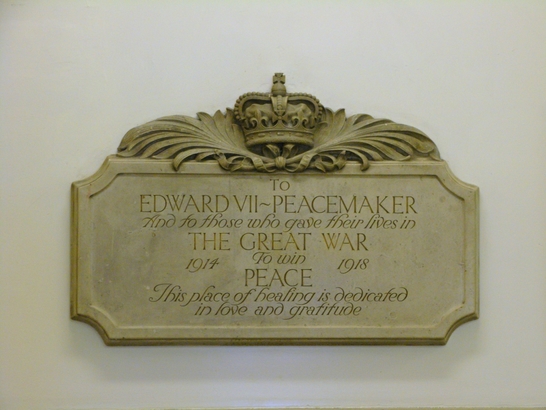 TO
EDWARD VII~PEACEMAKER
And to those who gave their lives in
THE GREAT WAR
1914 To win 1918
PEACE
This place of healing is dedicated
in love and gratitude